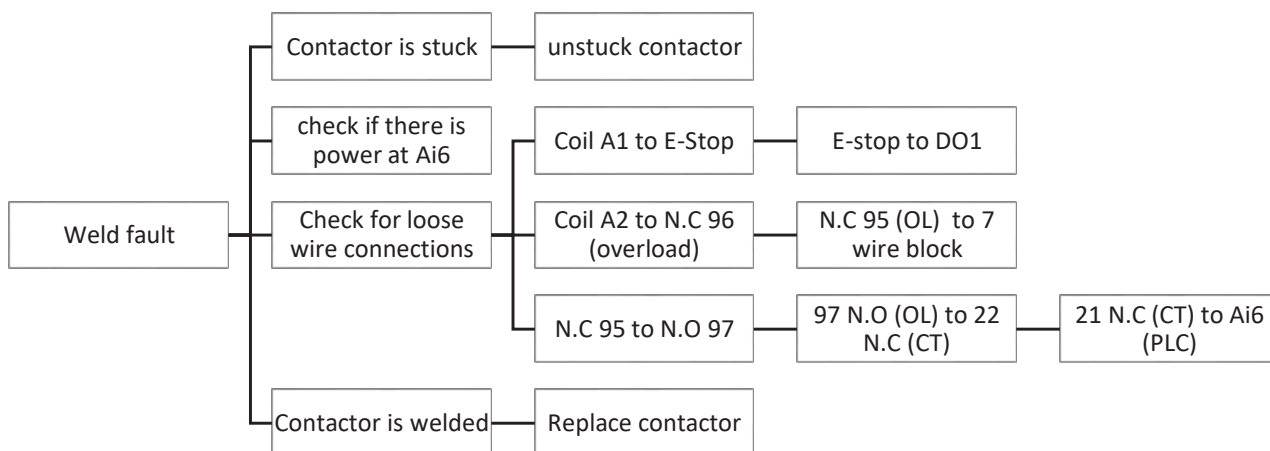 Weld fault
Contactor is stuck
unstuck contactor
check if there is
power at Ai6
Check for loose
wire connections
Coil A1 to E-Stop
E-stop to DO1
Coil A2 to N.C 96
(overload)
N.C 95 (OL) to 7
wire block
N.C 95 to N.O 97
97 N.O (OL) to 22
N.C (CT)
21 N.C (CT) to Ai6
(PLC)
Contactor is welded
Replace contactor